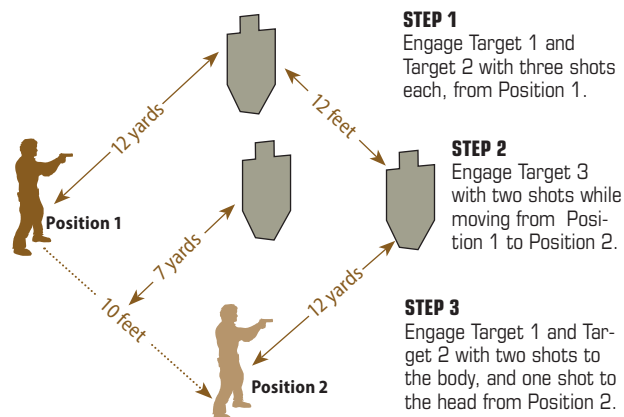 STEP 1
Engage Target 1 and
Target 2 with three shots
each, from Position 1.
12 yards
12 feet
STEP 2
Engage Target 3
with two shots while
moving from Posi-
tion 1 to Position 2.
Position 1
7 yards
10 feet
12 yards
STEP 3
Engage Target 1 and Tar-
get 2 with two shots to
the body, and one shot to
the head from Position 2.
Position 2